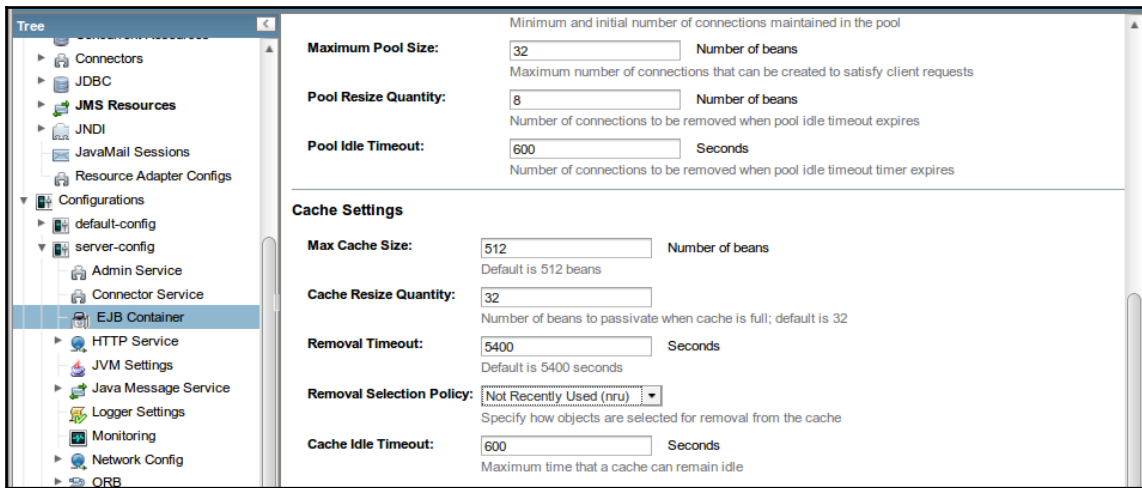 Tree
Connectors
JDBC
JMS Resources
JNDI
JavaMail Sessions
Resource Adapter Configs
Configurations
default-config
server-config
Admin Service
Connector Service
EJB Container
HTTP Service
JVM Settings
Java Message Service
Logger Settings
Monitoring
Network Config
ORB
Minimum and initial number of connections maintained in the pool
Maximum Pool Size: 32 Number of beans
Maximum number of connections that can be created to satisfy client requests
Pool Resize Quantity: 8 Number of beans
Number of connections to be removed when pool idle timeout expires
Pool Idle Timeout: 600 Seconds
Number of connections to be removed when pool idle timeout timer expires
Cache Settings
Max Cache Size: 512 Number of beans
Default is 512 beans
Cache Resize Quantity: 32
Number of beans to passivate when cache is full; default is 32
Removal Timeout: 5400 Seconds
Default is 5400 seconds
Removal Selection Policy: Not Recently Used (nru)
Specify how objects are selected for removal from the cache
Cache Idle Timeout: 600 Seconds
Maximum time that a cache can remain idle